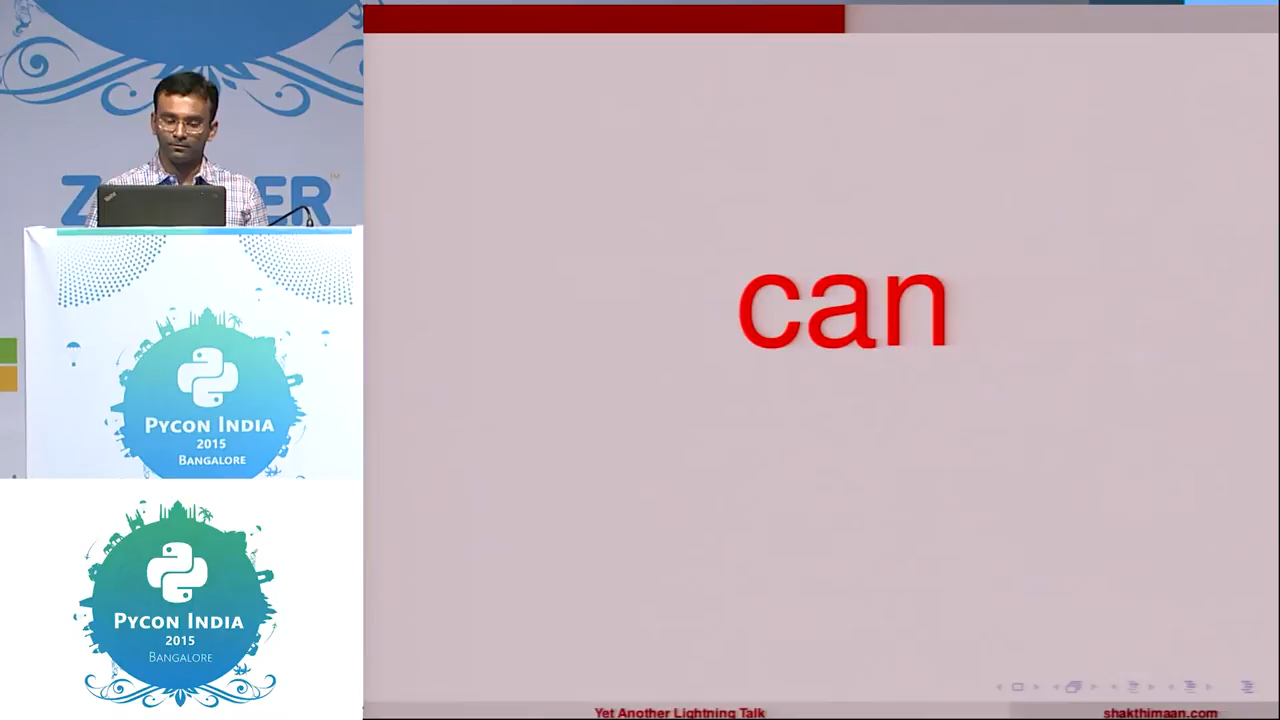 can
PYCON INDIA
2015
BANGALORE
PYCON INDIA
2015
BANGALORE
Yet Another Lightning Talk
shakthimaan.com